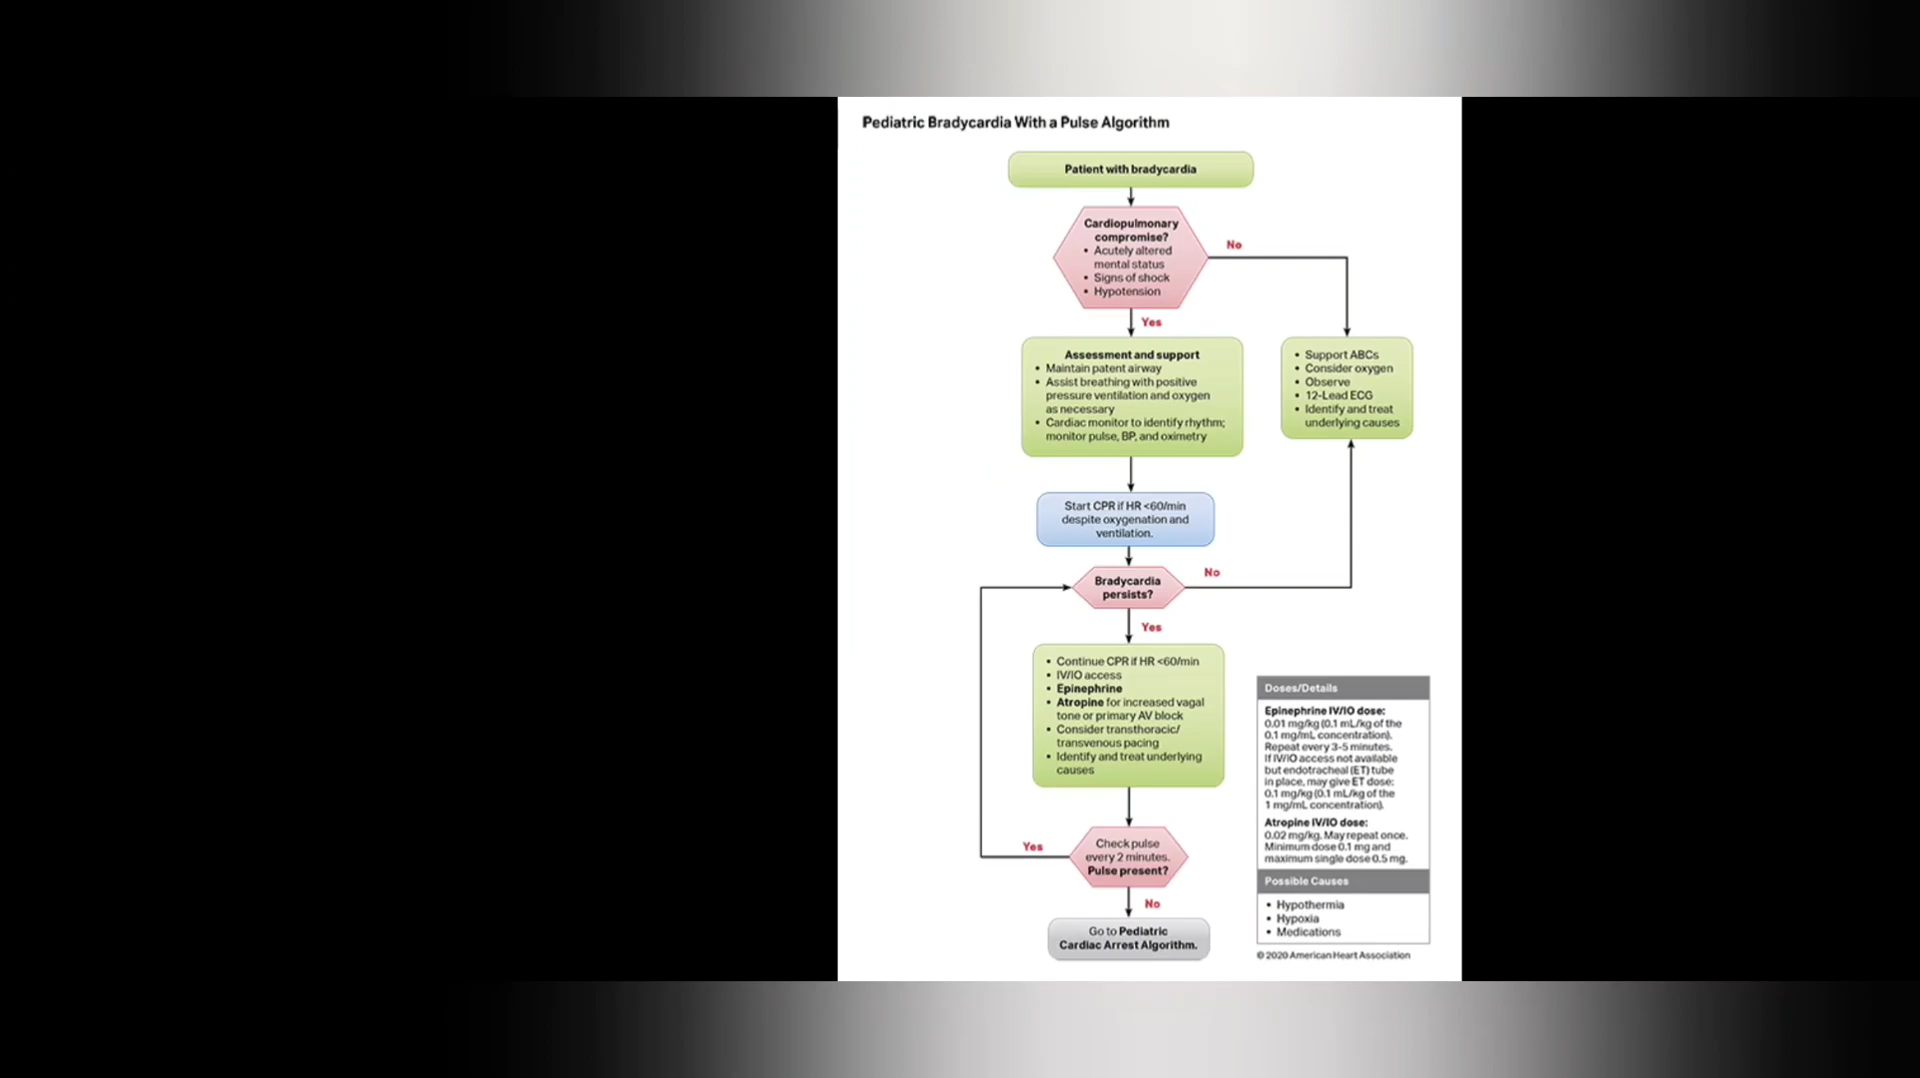 Pediatric Bradycardia With a Pulse Algorithm
Patient with bradycardia
Cardiopulmonary
compromise?
• Acutely altered
mental status
• Signs of shock
• Hypotension
No
Yes
Assessment and support
• Maintain patent airway
• Assist breathing with positive
pressure ventilation and oxygen
as necessary
• Cardiac monitor to identify rhythm;
monitor pulse, BP, and oximetry
• Support ABCs
• Consider oxygen
• Observe
• 12-Lead ECG
• Identify and treat
underlying causes
Start CPR if HR <60/min
despite oxygenation and
ventilation.
Bradycardia
persists?
No
Yes
• Continue CPR if HR <60/min
• IV/IO access
• Epinephrine
• Atropine for increased vagal
tone or primary AV block
• Consider transthoracic/
transvenous pacing
• Identify and treat underlying
causes
Check pulse
every 2 minutes.
Pulse present?
Yes
No
Go to Pediatric
Cardiac Arrest Algorithm.
Doses/Details
Epinephrine IV/IO dose:
0.01 mg/kg (0.1 mL/kg of the
0.1 mg/mL concentration).
Repeat every 3-5 minutes.
If IV/IO access not available
but endotracheal (ET) tube
in place, may give ET dose:
0.1 mg/kg (0.1 mL/kg of the
1 mg/mL concentration).
Atropine IV/IO dose:
0.02 mg/kg. May repeat once.
Minimum dose 0.1 mg and
maximum single dose 0.5 mg.
Possible Causes
• Hypothermia
• Hypoxia
• Medications
© 2020 American Heart Association